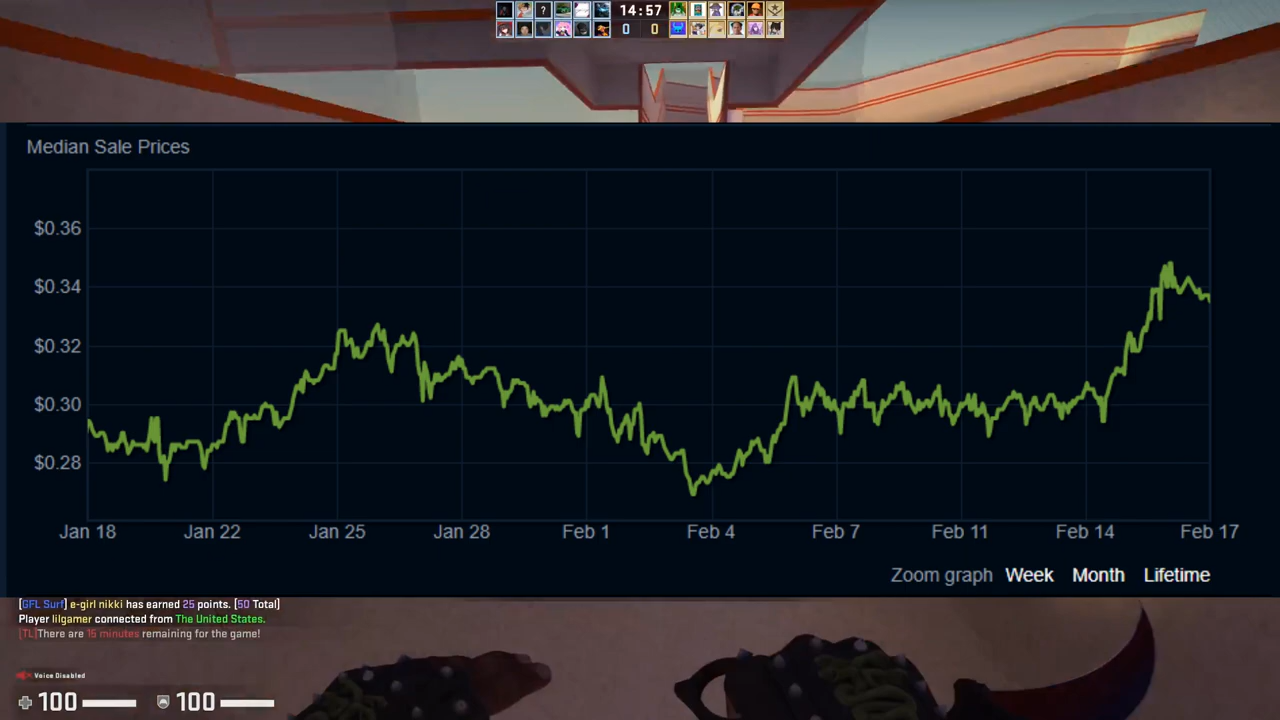 14:57
?
0 0
Median Sale Prices
$0.36
$0.34
$0.32
$0.30
$0.28
Jan 18 Jan 22 Jan 25 Jan 28 Feb 1 Feb 4 Feb 7 Feb 11 Feb 14 Feb 17
Zoom graph Week Month Lifetime
[GFL Surf] e-girl nikki has earned 25 points. [50 Total]
Player lilgamer connected from The United States.
[TL]There are 15 minutes remaining for the game!
Voice Disabled
100 100